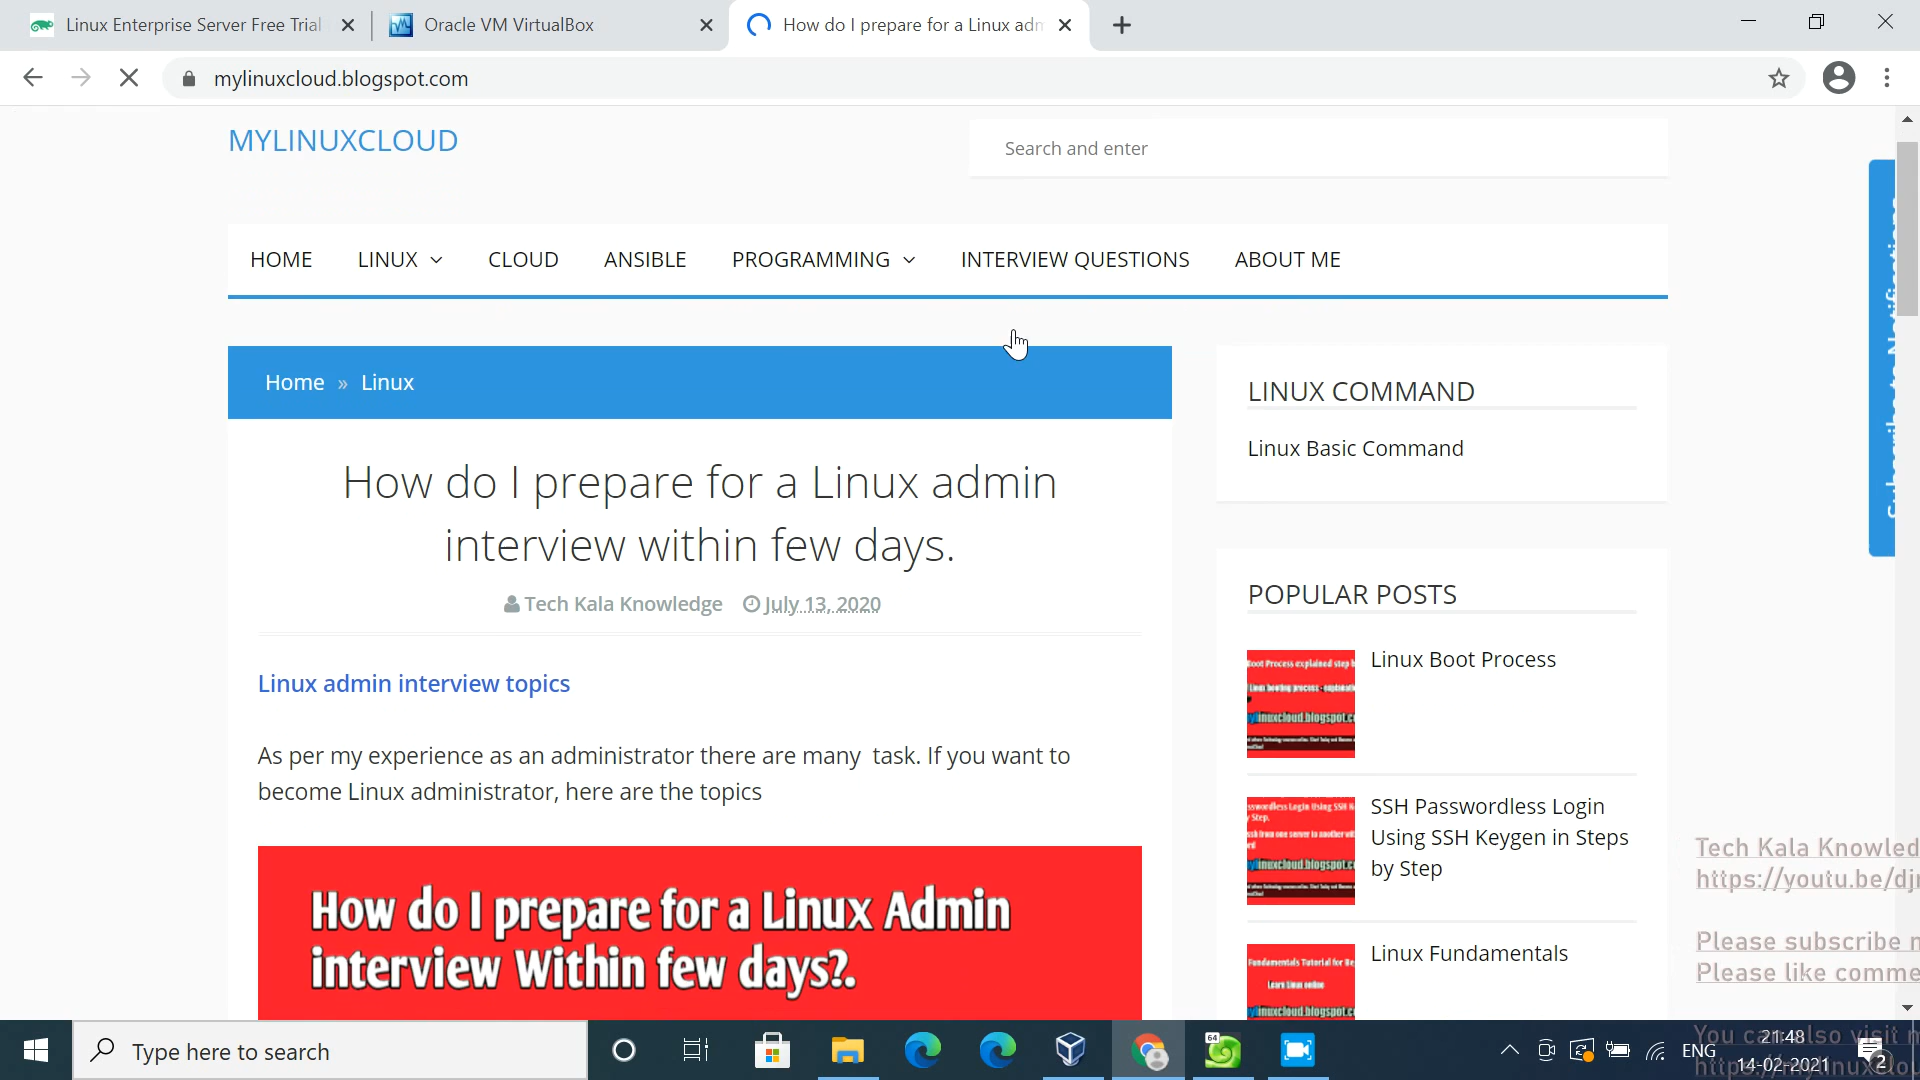 Linux Enterprise Server Free Trial
Oracle VM VirtualBox
How do I prepare for a Linux adm
mylinuxcloud.blogspot.com
MYLINUXCLOUD
Search and enter
HOME
LINUX
CLOUD
ANSIBLE
PROGRAMMING
INTERVIEW QUESTIONS
ABOUT ME
Subscribe to Notifications
Home » Linux
How do I prepare for a Linux admin
interview within few days.
Tech Kala Knowledge
July 13, 2020
Linux admin interview topics
As per my experience as an administrator there are many task. If you want to
become Linux administrator, here are the topics
How do I prepare for a Linux Admin
interview Within few days?.
LINUX COMMAND
Linux Basic Command
POPULAR POSTS
Linux Boot Process
SSH Passwordless Login
Using SSH Keygen in Steps
by Step
Linux Fundamentals
Tech Kala Knowled
https://youtu.be/dj
Please subscribe
Please like comme
You can also visit
Type here to search
64
ENG
21:48
14-02-2021
2